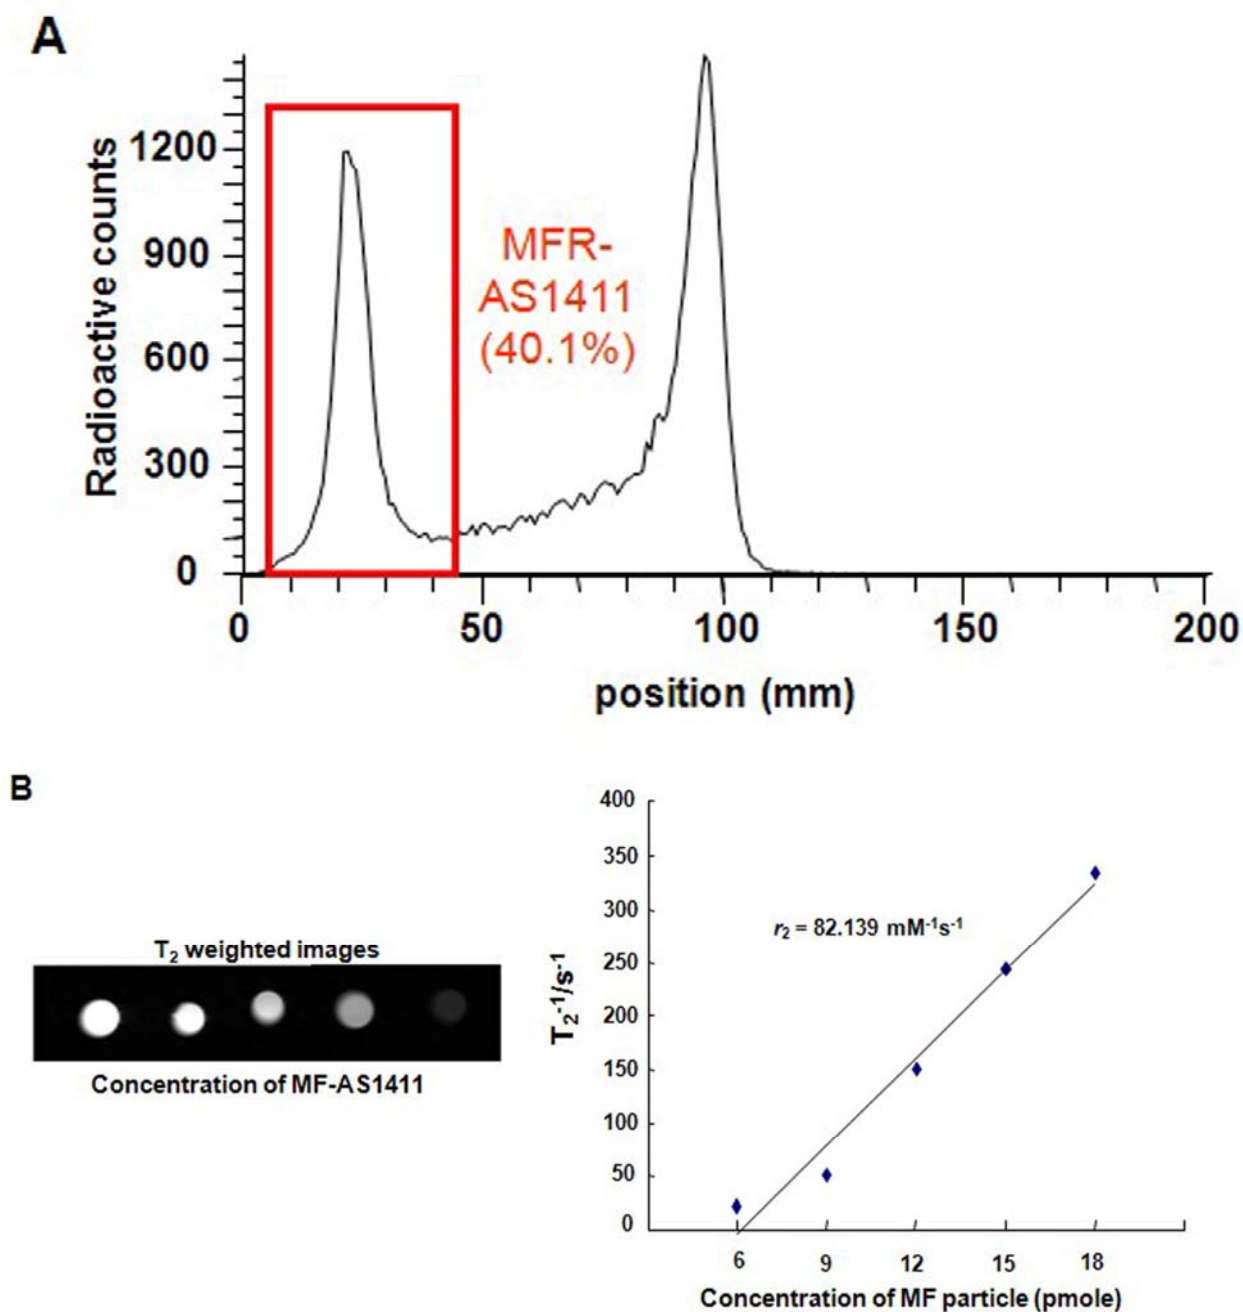 A
Radioactive counts
1200
900
600
300
0
MFR-
AS1411
(40.1%)
0 50 100 150 200
position (mm)
B
T₂ weighted images
Concentration of MF-AS1411
T₂⁻¹/s⁻¹
400
350
300
250
200
150
100
50
0
r₂ = 82.139 mM⁻¹s⁻¹
6 9 12 15 18
Concentration of MF particle (pmole)